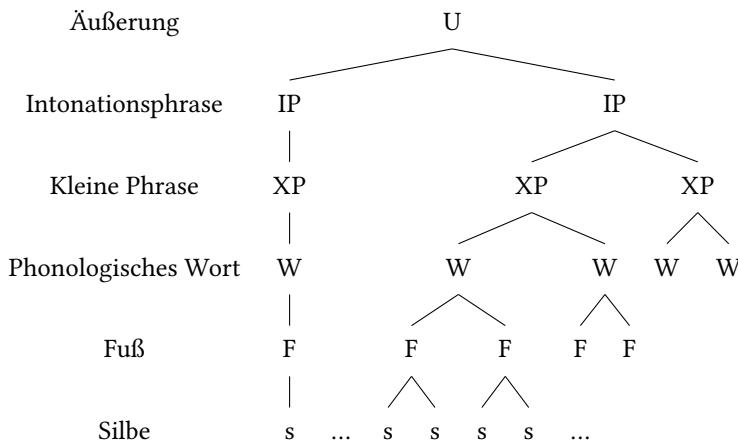 Äußerung U
Intonationsphrase IP IP
Kleine Phrase XP XP XP
Phonologisches Wort W W W W W
Fuß F F F F F
Silbe s ... s s s s ...